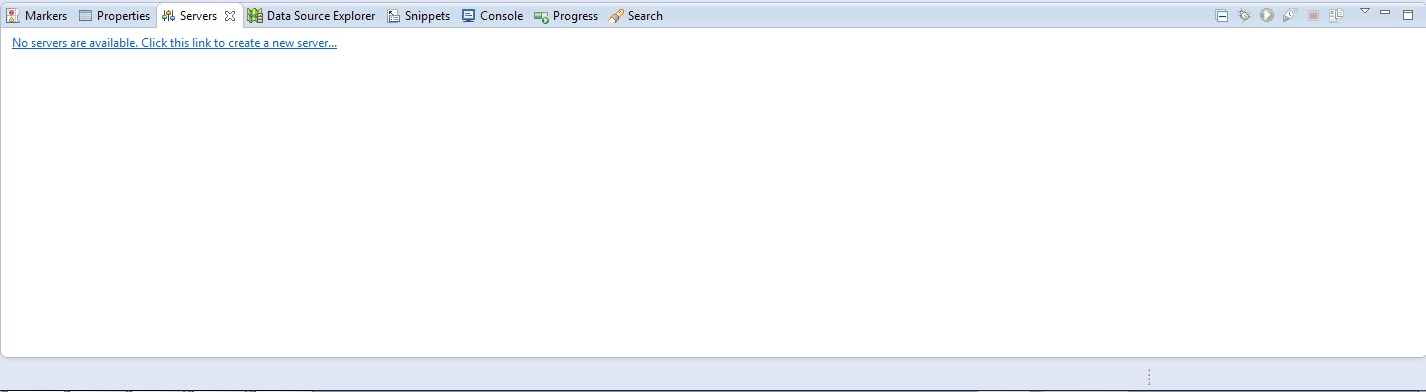 Markers Properties Servers Data Source Explorer Snippets Console Progress Search
No servers are available. Click this link to create a new server...